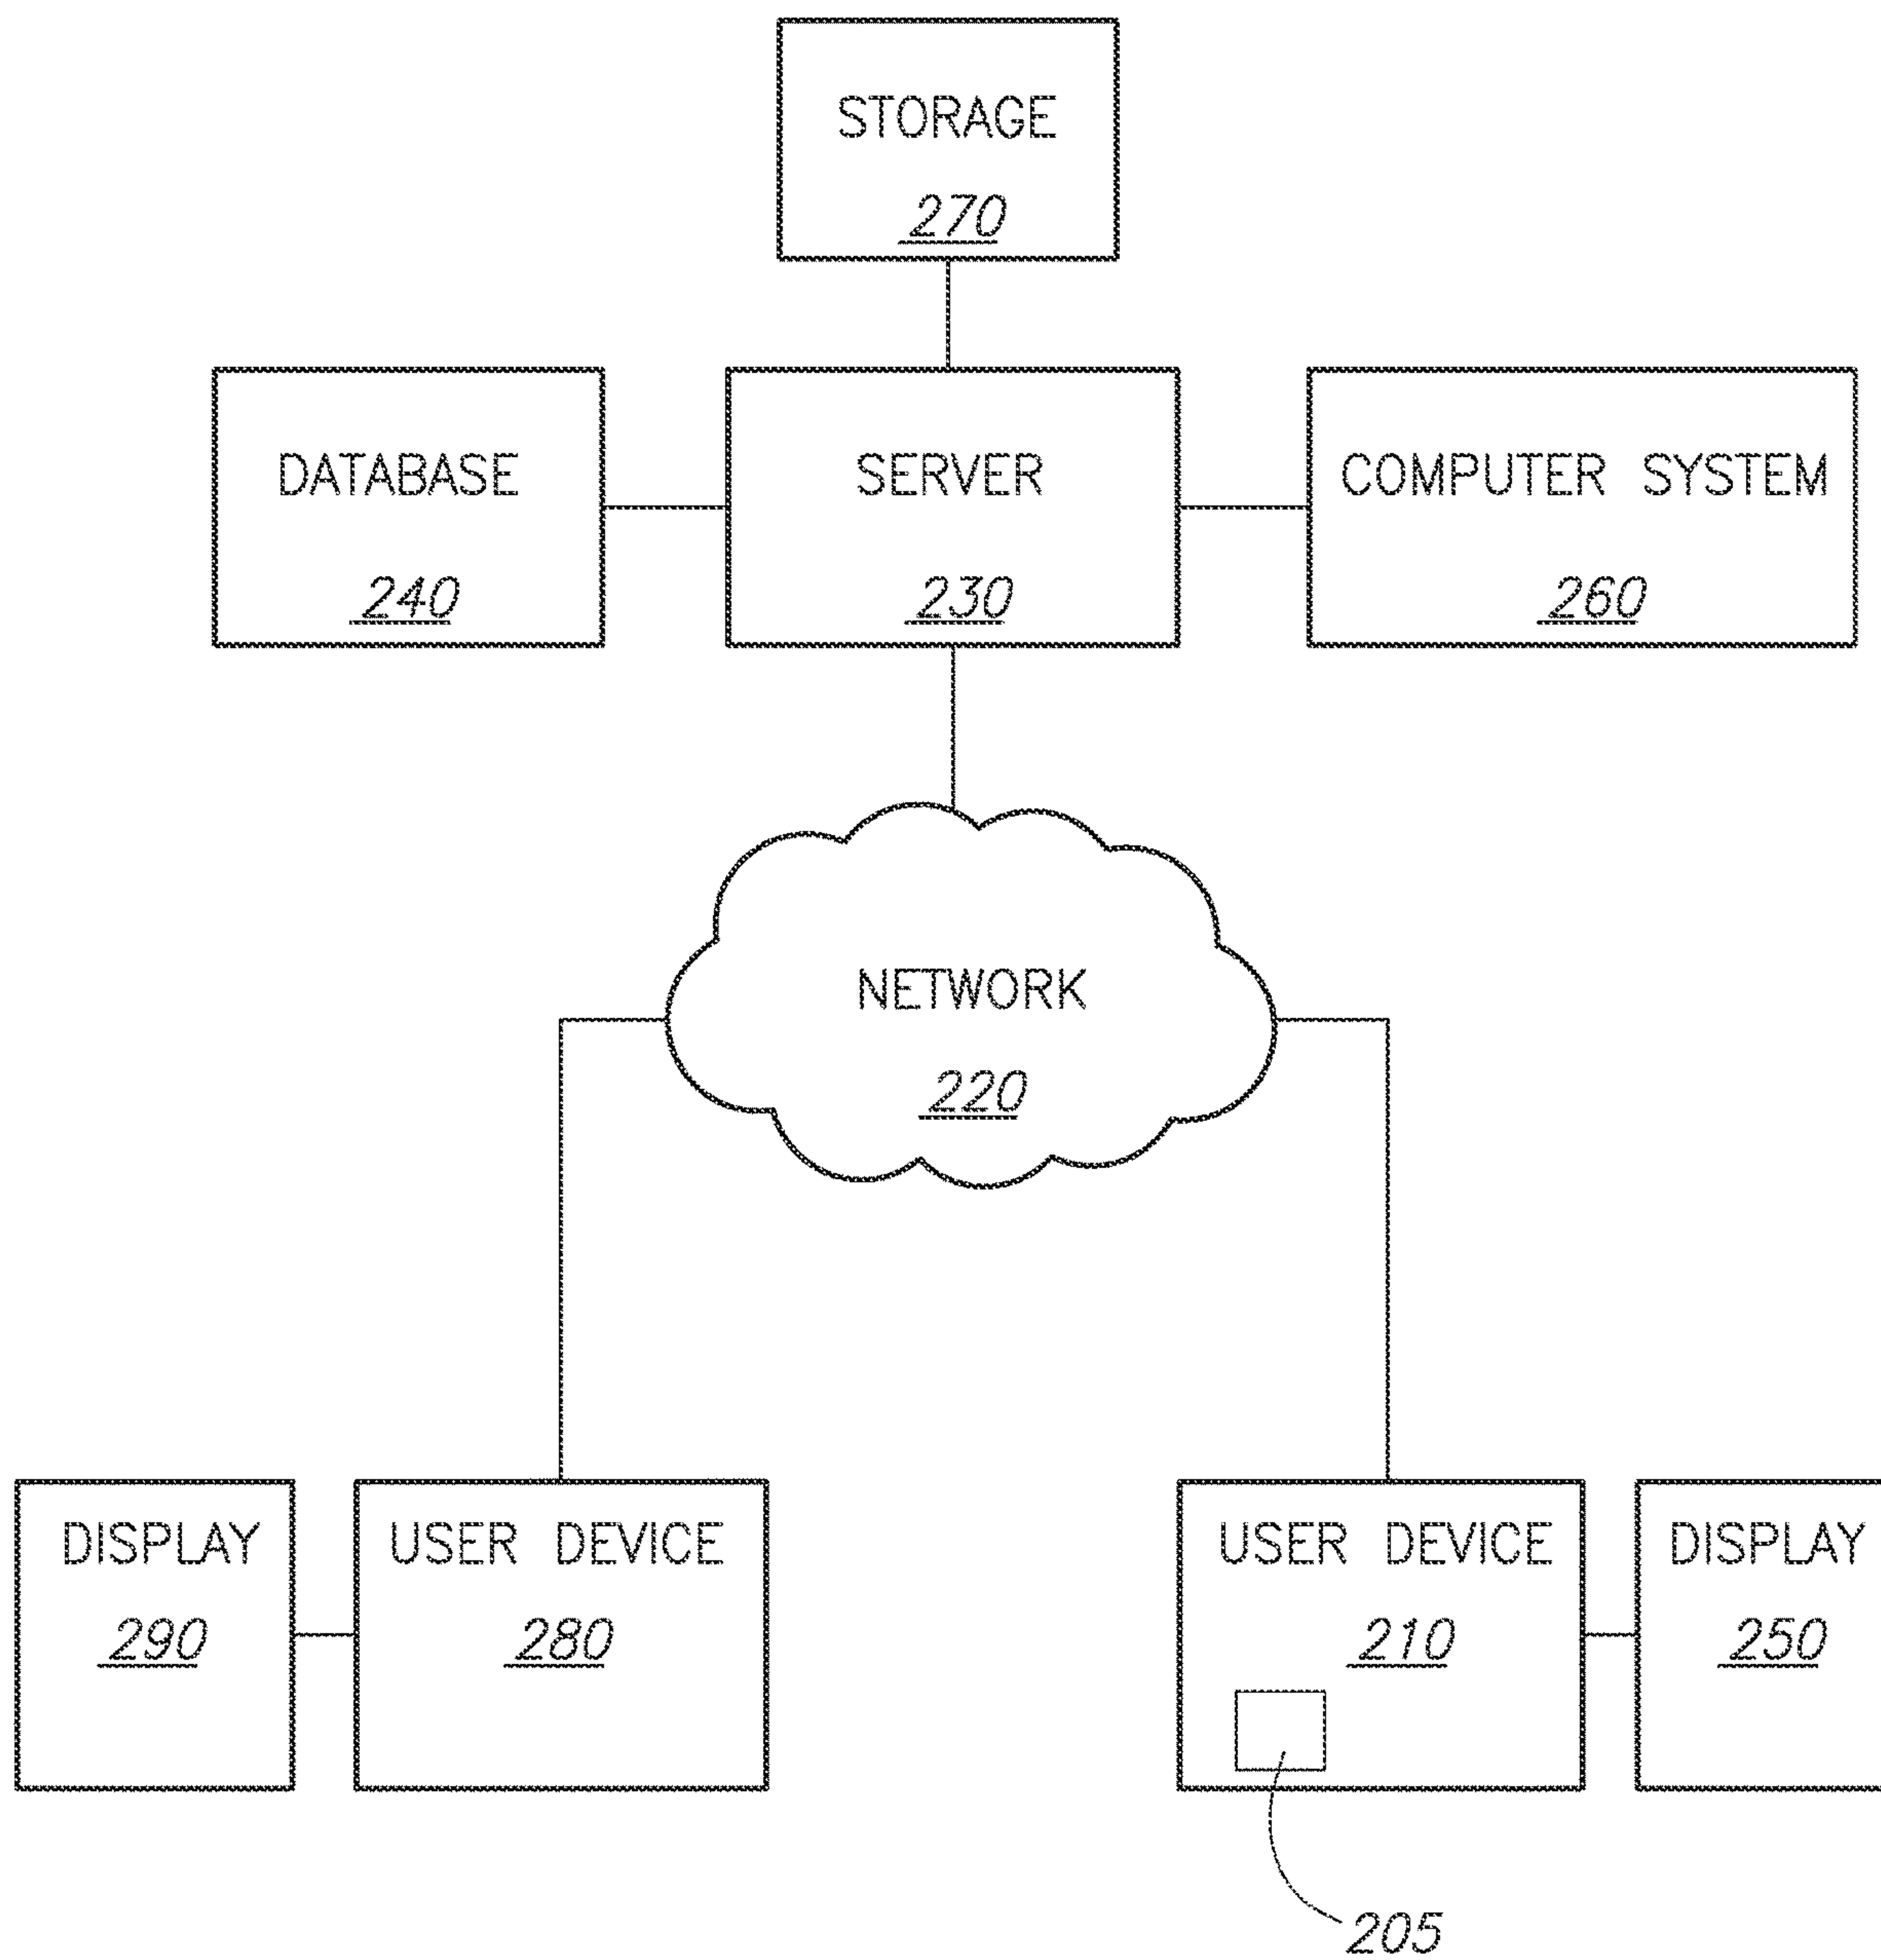 STORAGE
270
DATABASE
240
SERVER
230
COMPUTER SYSTEM
260
NETWORK
220
DISPLAY
290
USER DEVICE
280
USER DEVICE
210
DISPLAY
250
205